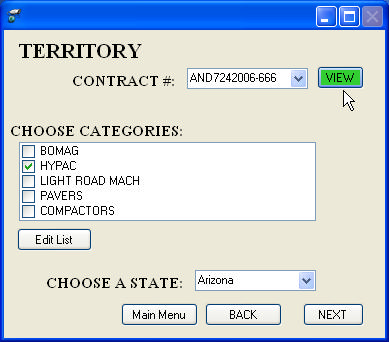 TERRITORY
CONTRACT #: AND7242006-666 VIEW
CHOOSE CATEGORIES:
BOMAG
HYPAC
LIGHT ROAD MACH
PAVERS
COMPACTORS
Edit List
CHOOSE A STATE: Arizona
Main Menu BACK NEXT